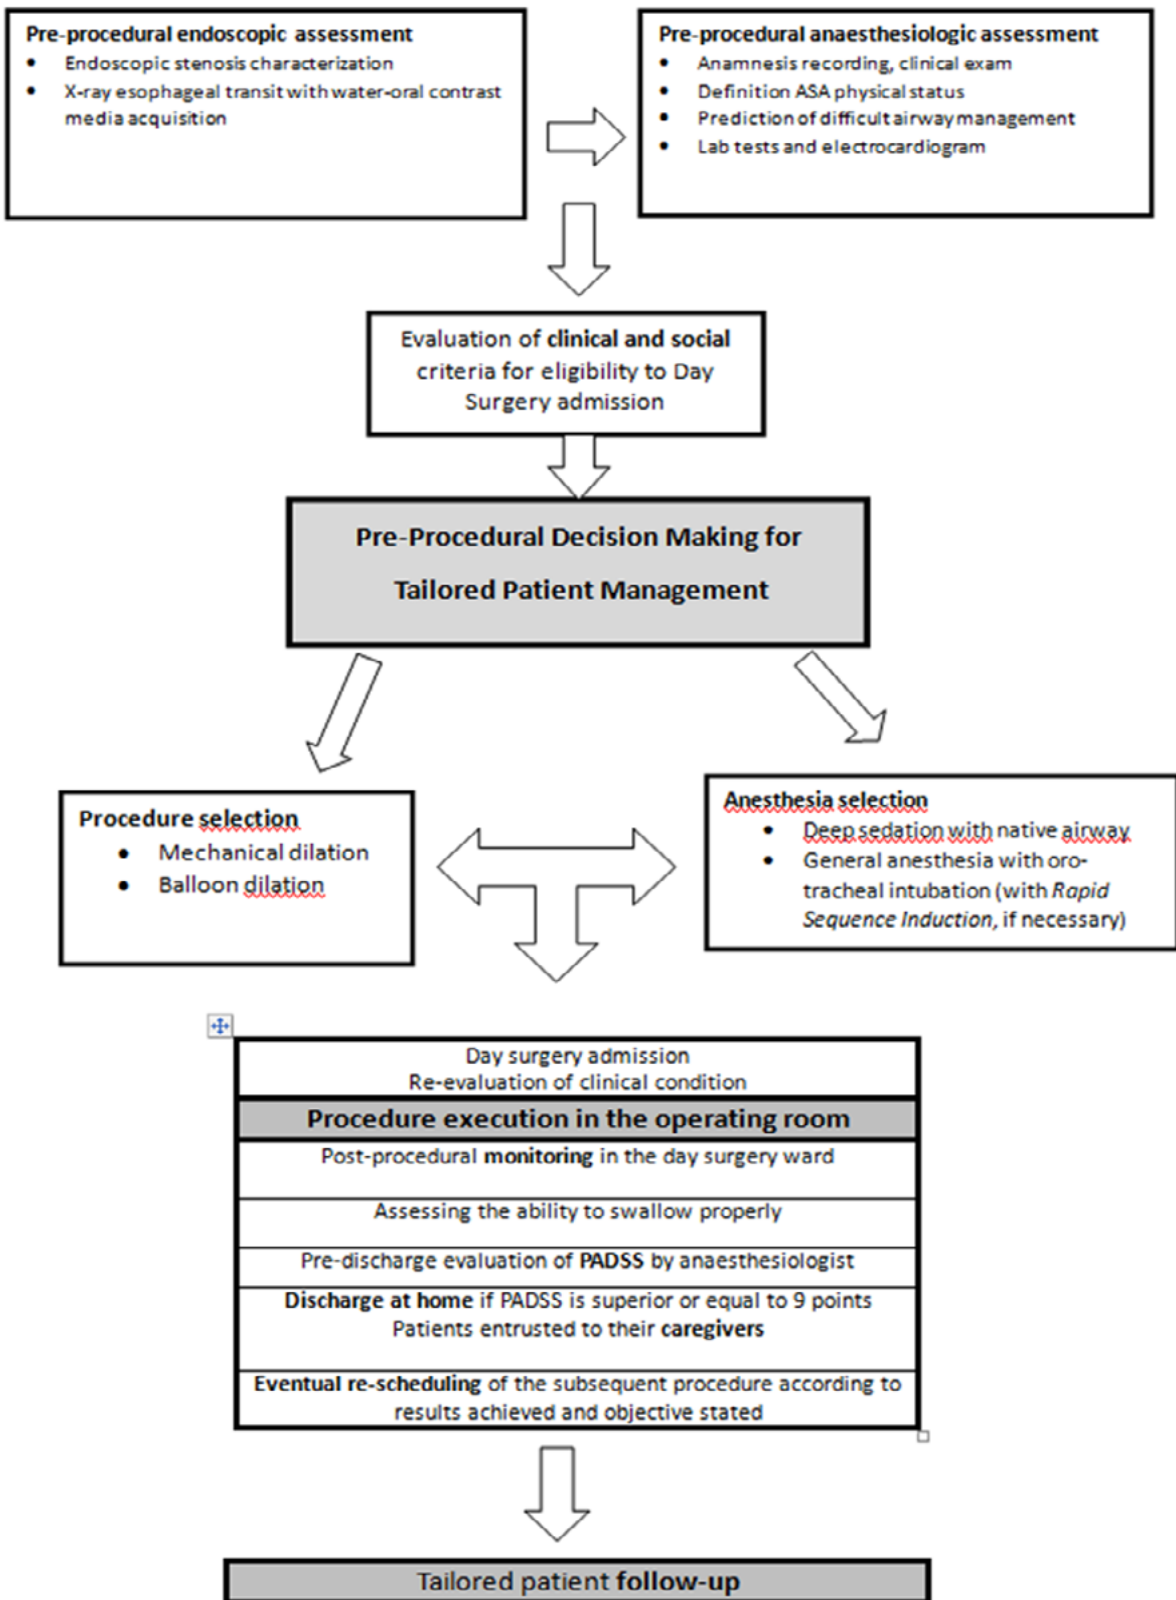 Pre-procedural endoscopic assessment
• Endoscopic stenosis characterization
• X-ray esophageal transit with water-oral contrast
media acquisition
Pre-procedural anaesthesiologic assessment
• Anamnesis recording, clinical exam
• Definition ASA physical status
• Prediction of difficult airway management
• Lab tests and electrocardiogram
Evaluation of clinical and social
criteria for eligibility to Day
Surgery admission
Pre-Procedural Decision Making for
Tailored Patient Management
Procedure selection
• Mechanical dilation
• Balloon dilation
Anesthesia selection
• Deep sedation with native airway
• General anesthesia with oro-
tracheal intubation (with Rapid
Sequence Induction, if necessary)
Day surgery admission
Re-evaluation of clinical condition
Procedure execution in the operating room
Post-procedural monitoring in the day surgery ward
Assessing the ability to swallow properly
Pre-discharge evaluation of PADSS by anaesthesiologist
Discharge at home if PADSS is superior or equal to 9 points
Patients entrusted to their caregivers
Eventual re-scheduling of the subsequent procedure according to
results achieved and objective stated
Tailored patient follow-up